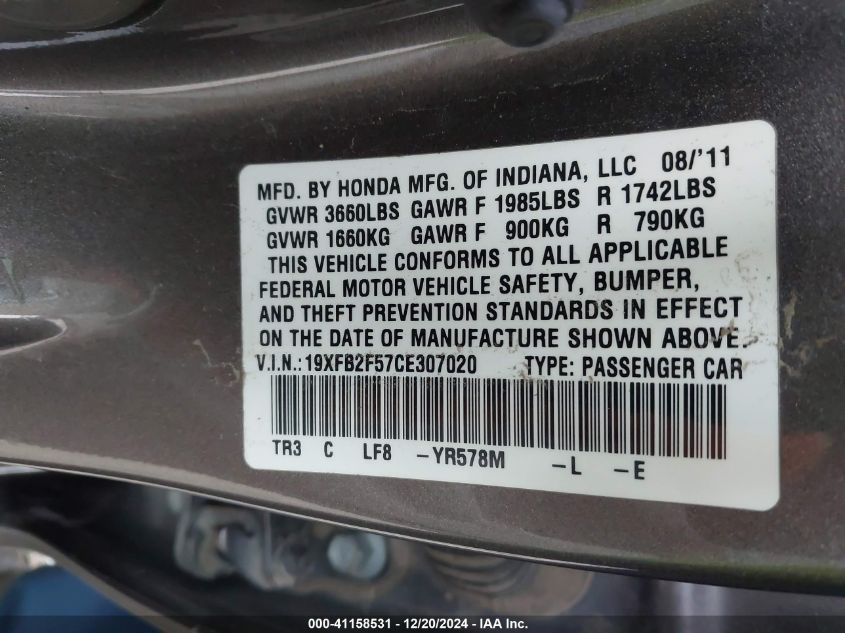 MFD. BY HONDA MFG. OF INDIANA, LLC 08/'11
GVWR 3660LBS GAWR F 1985LBS R 1742LBS
GVWR 1660KG GAWR F 900KG R 790KG
THIS VEHICLE CONFORMS TO ALL APPLICABLE
FEDERAL MOTOR VEHICLE SAFETY, BUMPER,
AND THEFT PREVENTION STANDARDS IN EFFECT
ON THE DATE OF MANUFACTURE SHOWN ABOVE.
V.I.N.:19XFB2F57CE307020 TYPE: PASSENGER CAR
TR3 C LF8 -YR578M -L -E
000-41158531 - 12/20/2024 - IAA Inc.